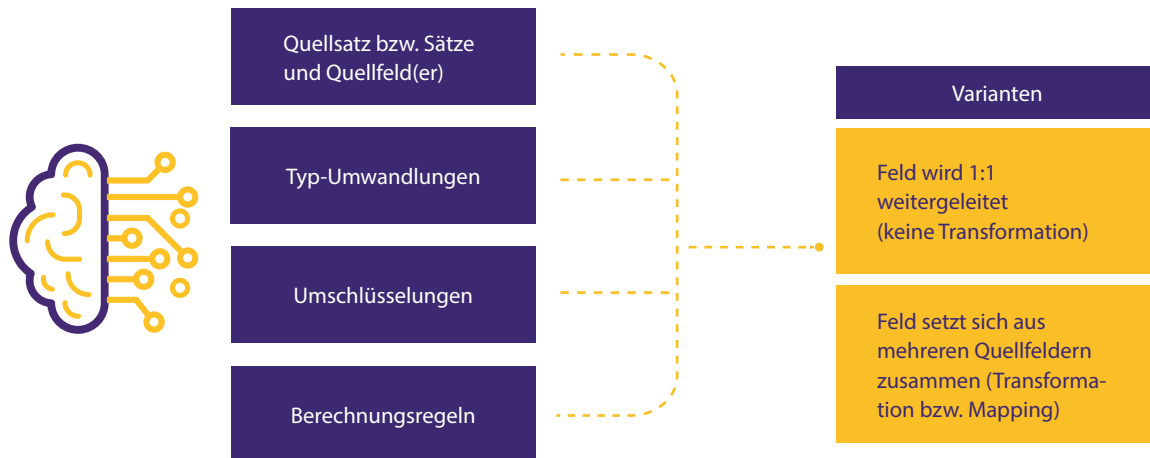 Quellsatz bzw. Sätze
und Quellfeld(er)
Typ-Umwandlungen
Umschlüsselungen
Berechnungsregeln
Varianten
Feld wird 1:1
weitergeleitet
(keine Transformation)
Feld setzt sich aus
mehreren Quellfeldern
zusammen (Transforma-
tion bzw. Mapping)